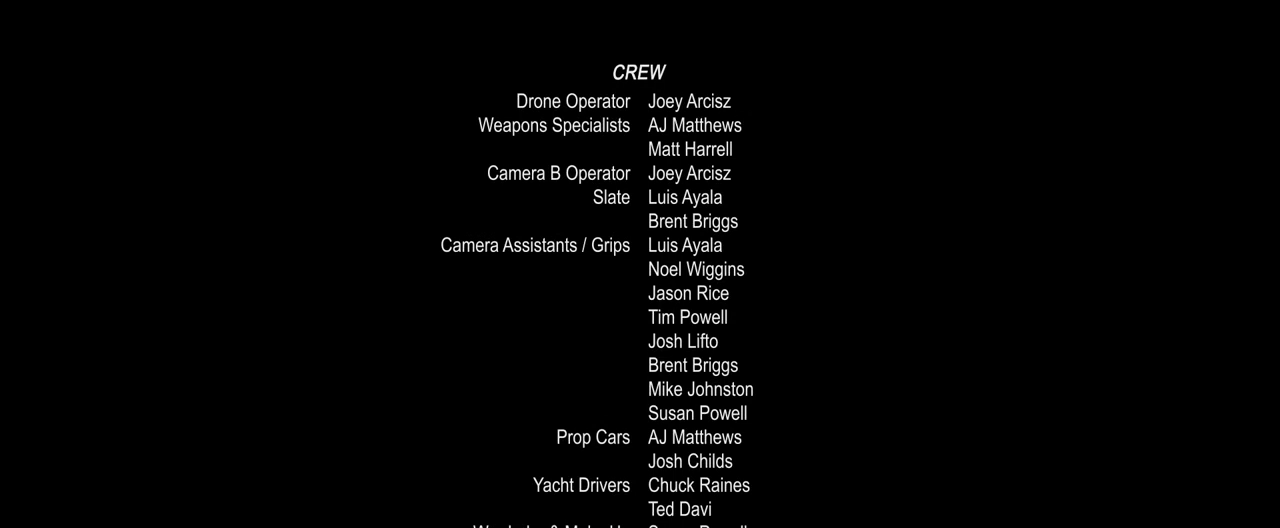 CREW
Drone Operator Joey Arcisz
Weapons Specialists AJ Matthews
Matt Harrell
Camera B Operator Joey Arcisz
Slate Luis Ayala
Brent Briggs
Camera Assistants / Grips Luis Ayala
Noel Wiggins
Jason Rice
Tim Powell
Josh Lifto
Brent Briggs
Mike Johnston
Susan Powell
Prop Cars AJ Matthews
Josh Childs
Yacht Drivers Chuck Raines
Ted Davi